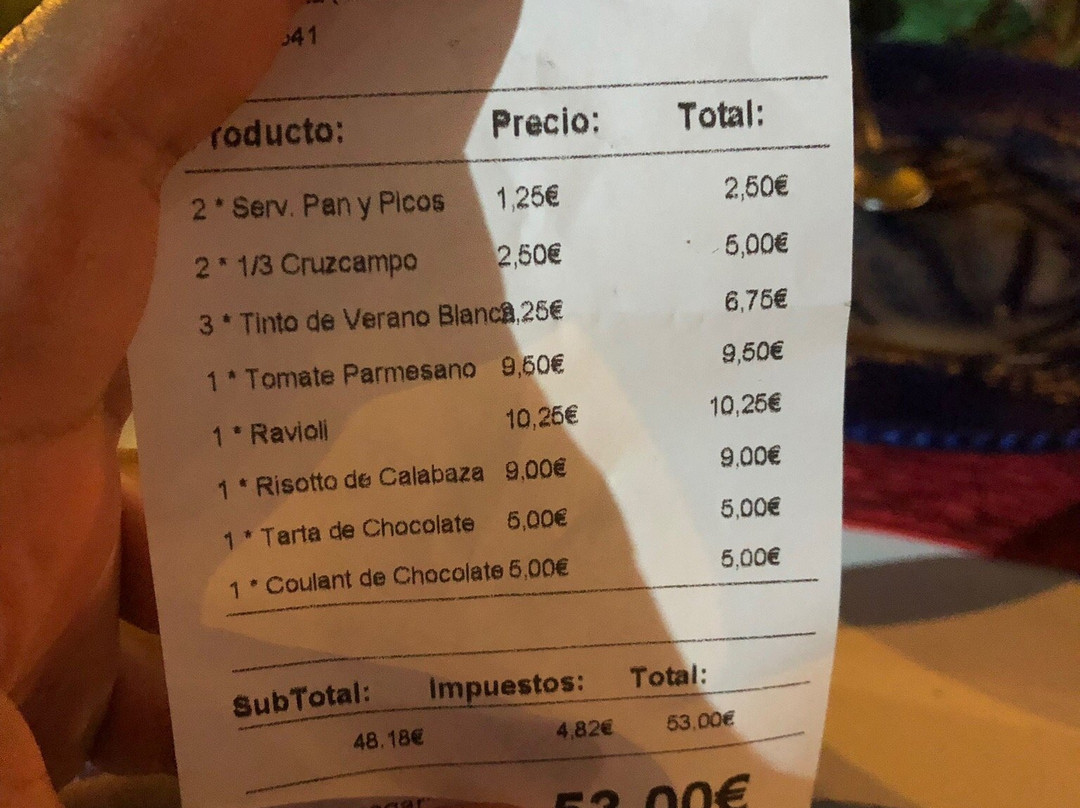 541
roducto: Precio: Total:
2 * Serv. Pan y Picos 1,25€ 2,50€
2 * 1/3 Cruzcampo 2,50€ 5,00€
3 * Tinto de Verano Blanca 2,25€ 6,75€
1 * Tomate Parmesano 9,50€ 9,50€
1 * Ravioli 10,25€ 10,25€
1 * Risotto de Calabaza 9,00€ 9,00€
1 * Tarta de Chocolate 5,00€ 5,00€
1 * Coulant de Chocolate 5,00€ 5,00€
SubTotal: Impuestos: Total:
48.18€ 4,82€ 53,00€
53,00€